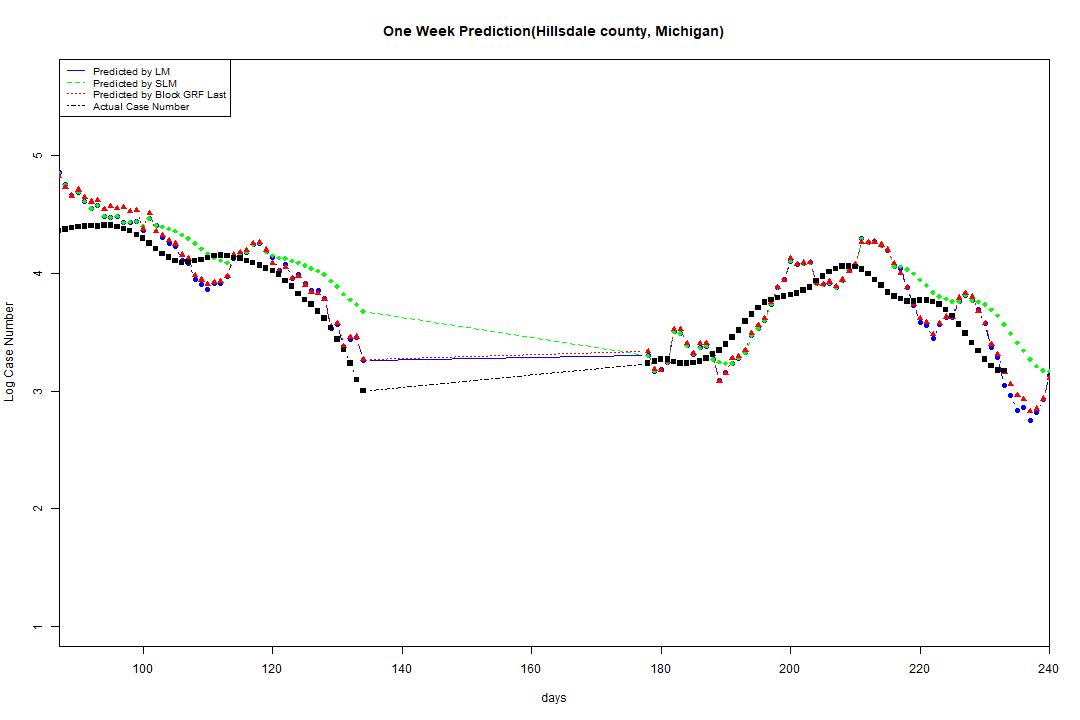 One Week Prediction(Hillsdale county, Michigan)
Predicted by LM
Predicted by SLM
Predicted by Block GRF Last
Actual Case Number
5
4
3
2
1
Log Case Number
100 120 140 160 180 200 220 240
days